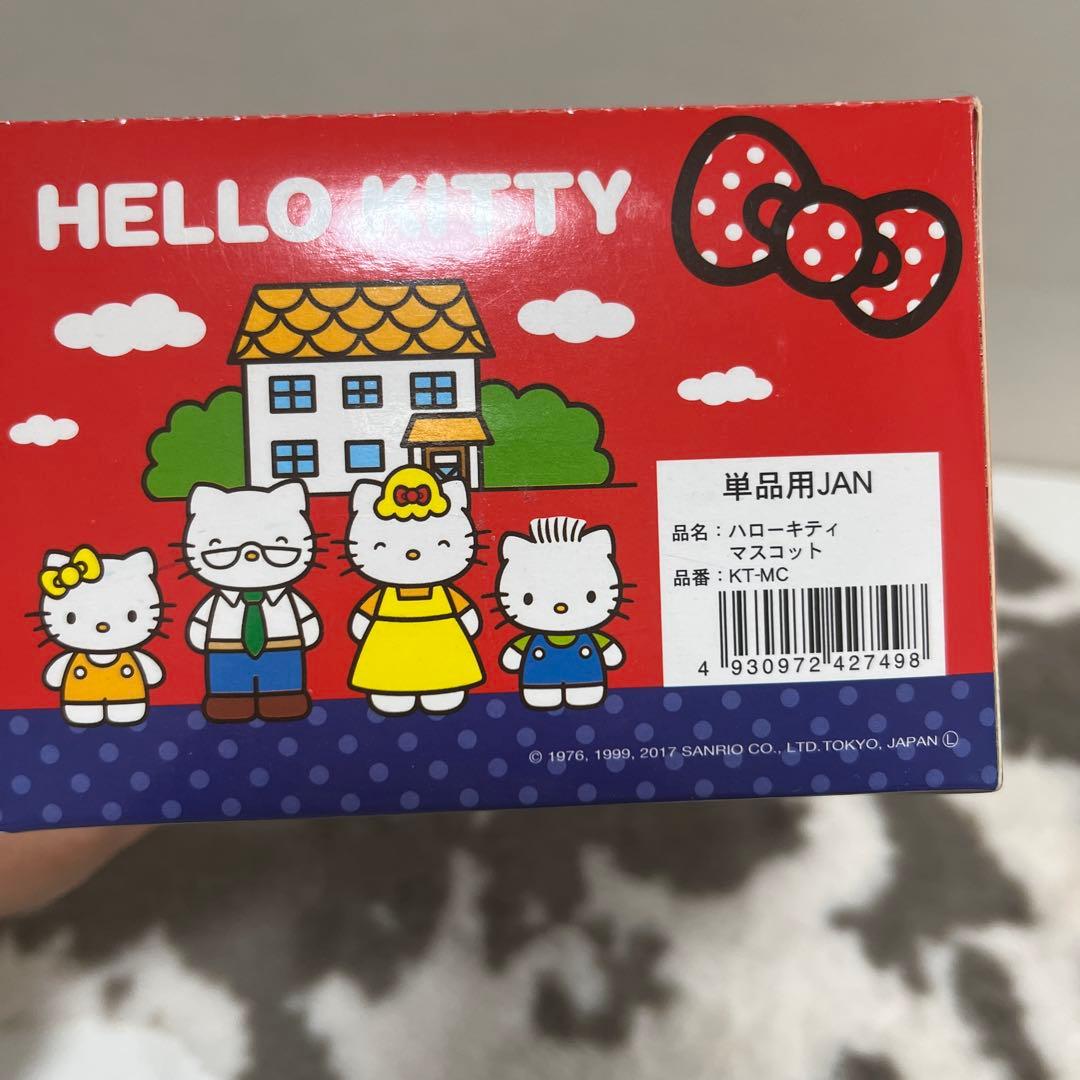 HELLO KITTY
単品用JAN
品名：ハローキティ
マスコット
品番：KT-MC
4 930972 427498
© 1976, 1999, 2017 SANRIO CO., LTD. TOKYO, JAPAN Ⓛ